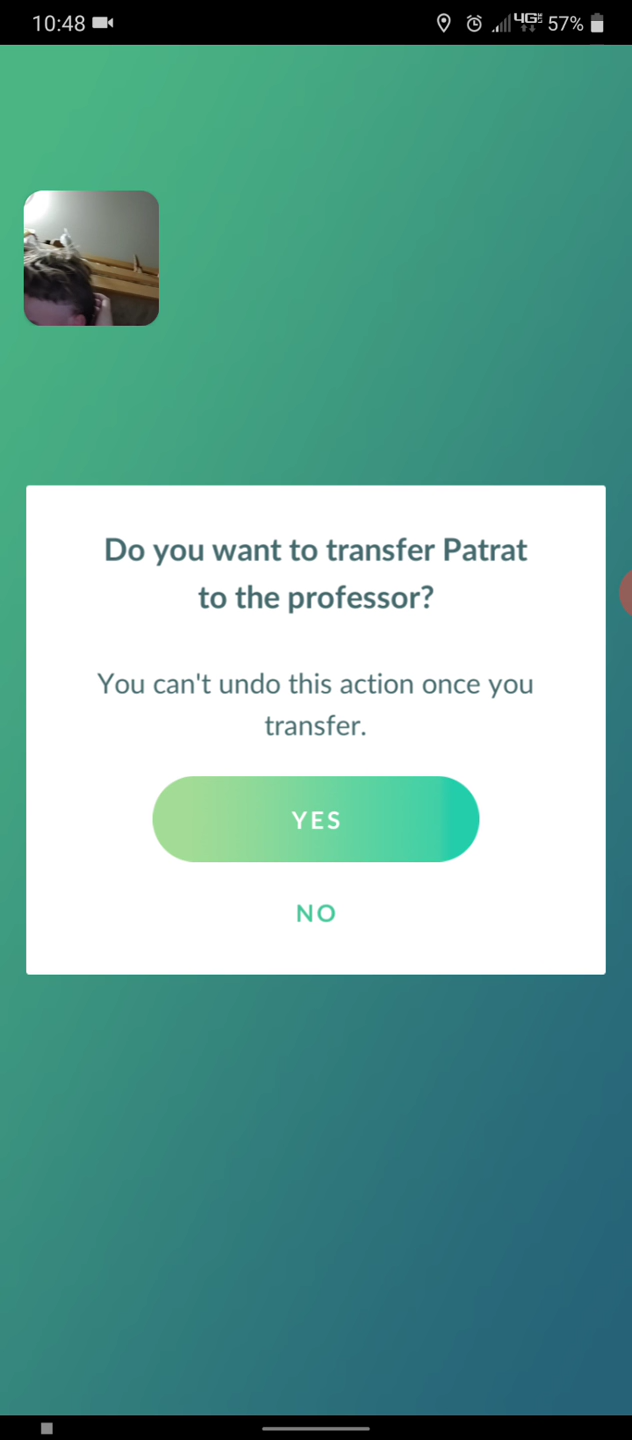 10:48
4G 57%
Do you want to transfer Patrat
to the professor?
You can't undo this action once you
transfer.
YES
NO